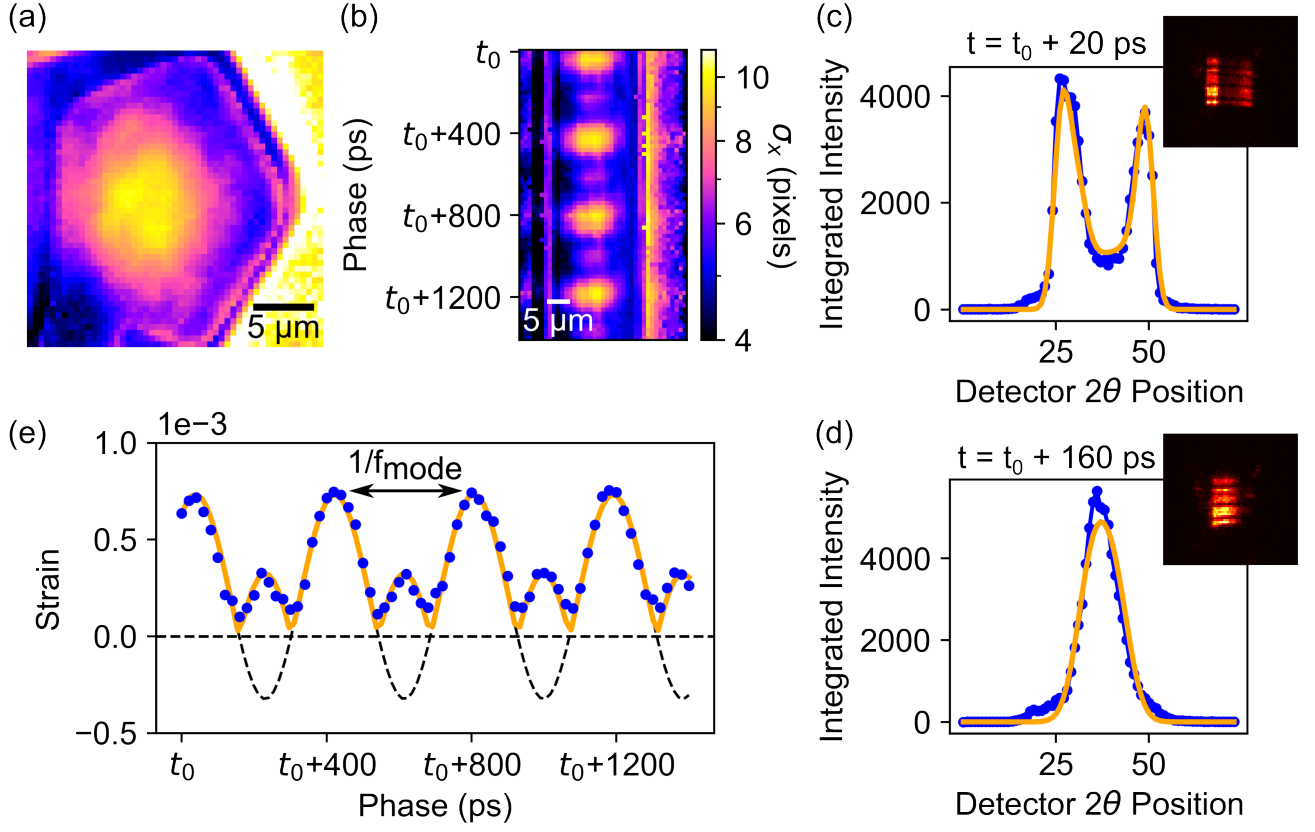 (a)
5 μm
(b)
Phase (ps)
t₀
t₀+400
t₀+800
t₀+1200
5 μm
10
8
6
4
σₓ (pixels)
(c)
t = t₀ + 20 ps
Integrated Intensity
4000
2000
0
25
50
Detector 2θ Position
(e)
1e−3
Strain
1.0
0.5
0.0
−0.5
1/f_mode
t₀
t₀+400
t₀+800
t₀+1200
Phase (ps)
(d)
t = t₀ + 160 ps
Integrated Intensity
4000
2000
0
25
50
Detector 2θ Position